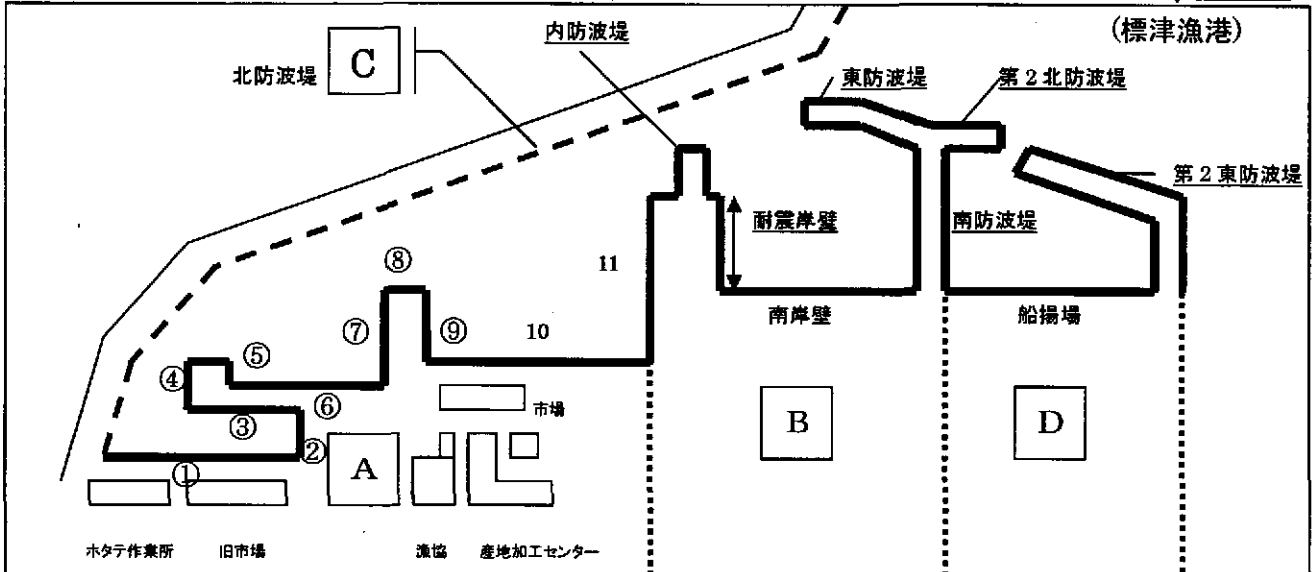 (標津漁港)
内防波堤
北防波堤
C
東防波堤
第2北防波堤
第2東防波堤
耐震岸壁
南防波堤
⑧
11
南岸壁
船揚場
⑦
⑨
10
⑤
④
⑥
③
市場
②
A
B
D
①
ホタテ作業所
旧市場
漁協
産地加工センター